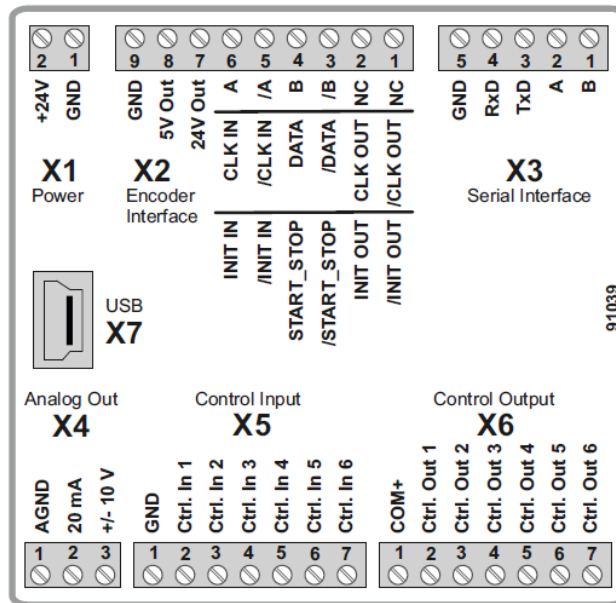 2 1
+24V GND
X1
Power
9 8 7 6 5 4 3 2 1
GND 5V Out 24V Out A /A B /B NC NC
CLK IN /CLK IN DATA /DATA CLK OUT /CLK OUT
INIT IN /INIT IN START_STOP /START_STOP INIT OUT /INIT OUT
X2
Encoder
Interface
5 4 3 2 1
GND RxD TxD A B
X3
Serial Interface
USB
X7
91039
Analog Out
X4
AGND 20 mA +/- 10 V
1 2 3
Control Input
X5
GND Ctrl. In 1 Ctrl. In 2 Ctrl. In 3 Ctrl. In 4 Ctrl. In 5 Ctrl. In 6
1 2 3 4 5 6 7
Control Output
X6
COM+ Ctrl. Out 1 Ctrl. Out 2 Ctrl. Out 3 Ctrl. Out 4 Ctrl. Out 5 Ctrl. Out 6
1 2 3 4 5 6 7